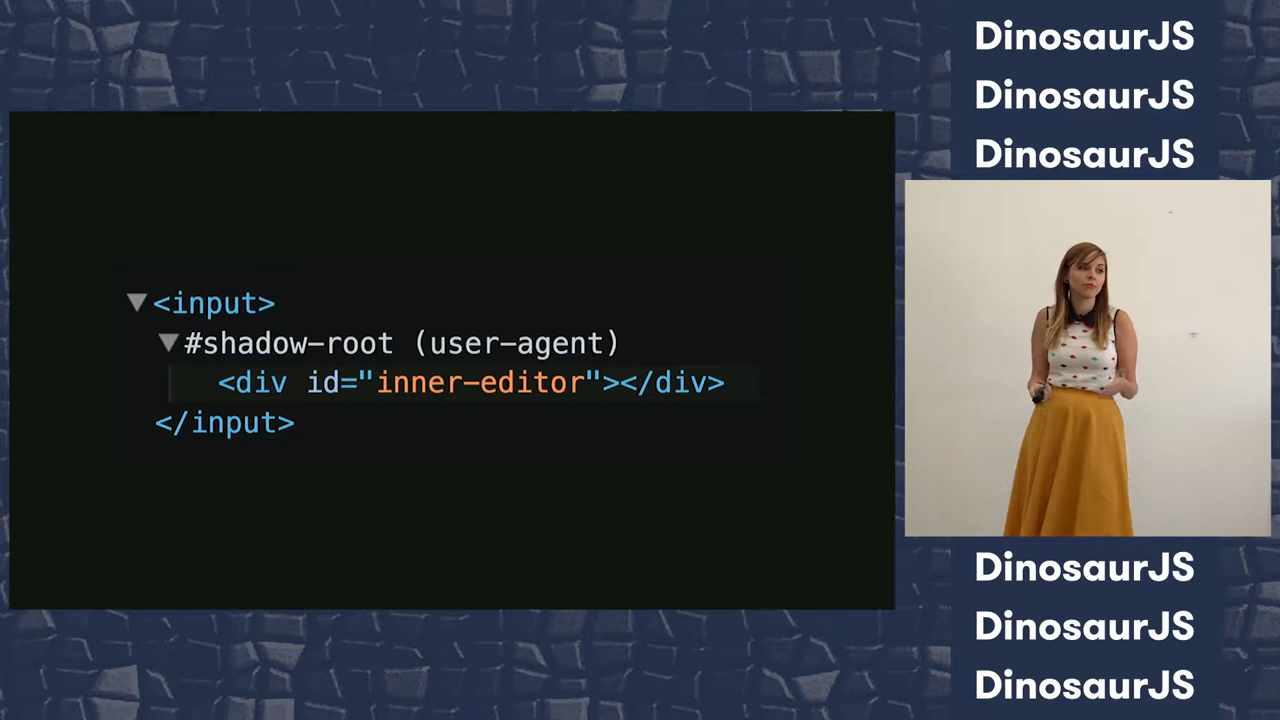 DinosaurJS
DinosaurJS
DinosaurJS
<input>
#shadow-root (user-agent)
<div id="inner-editor"></div>
</input>
DinosaurJS
DinosaurJS
DinosaurJS